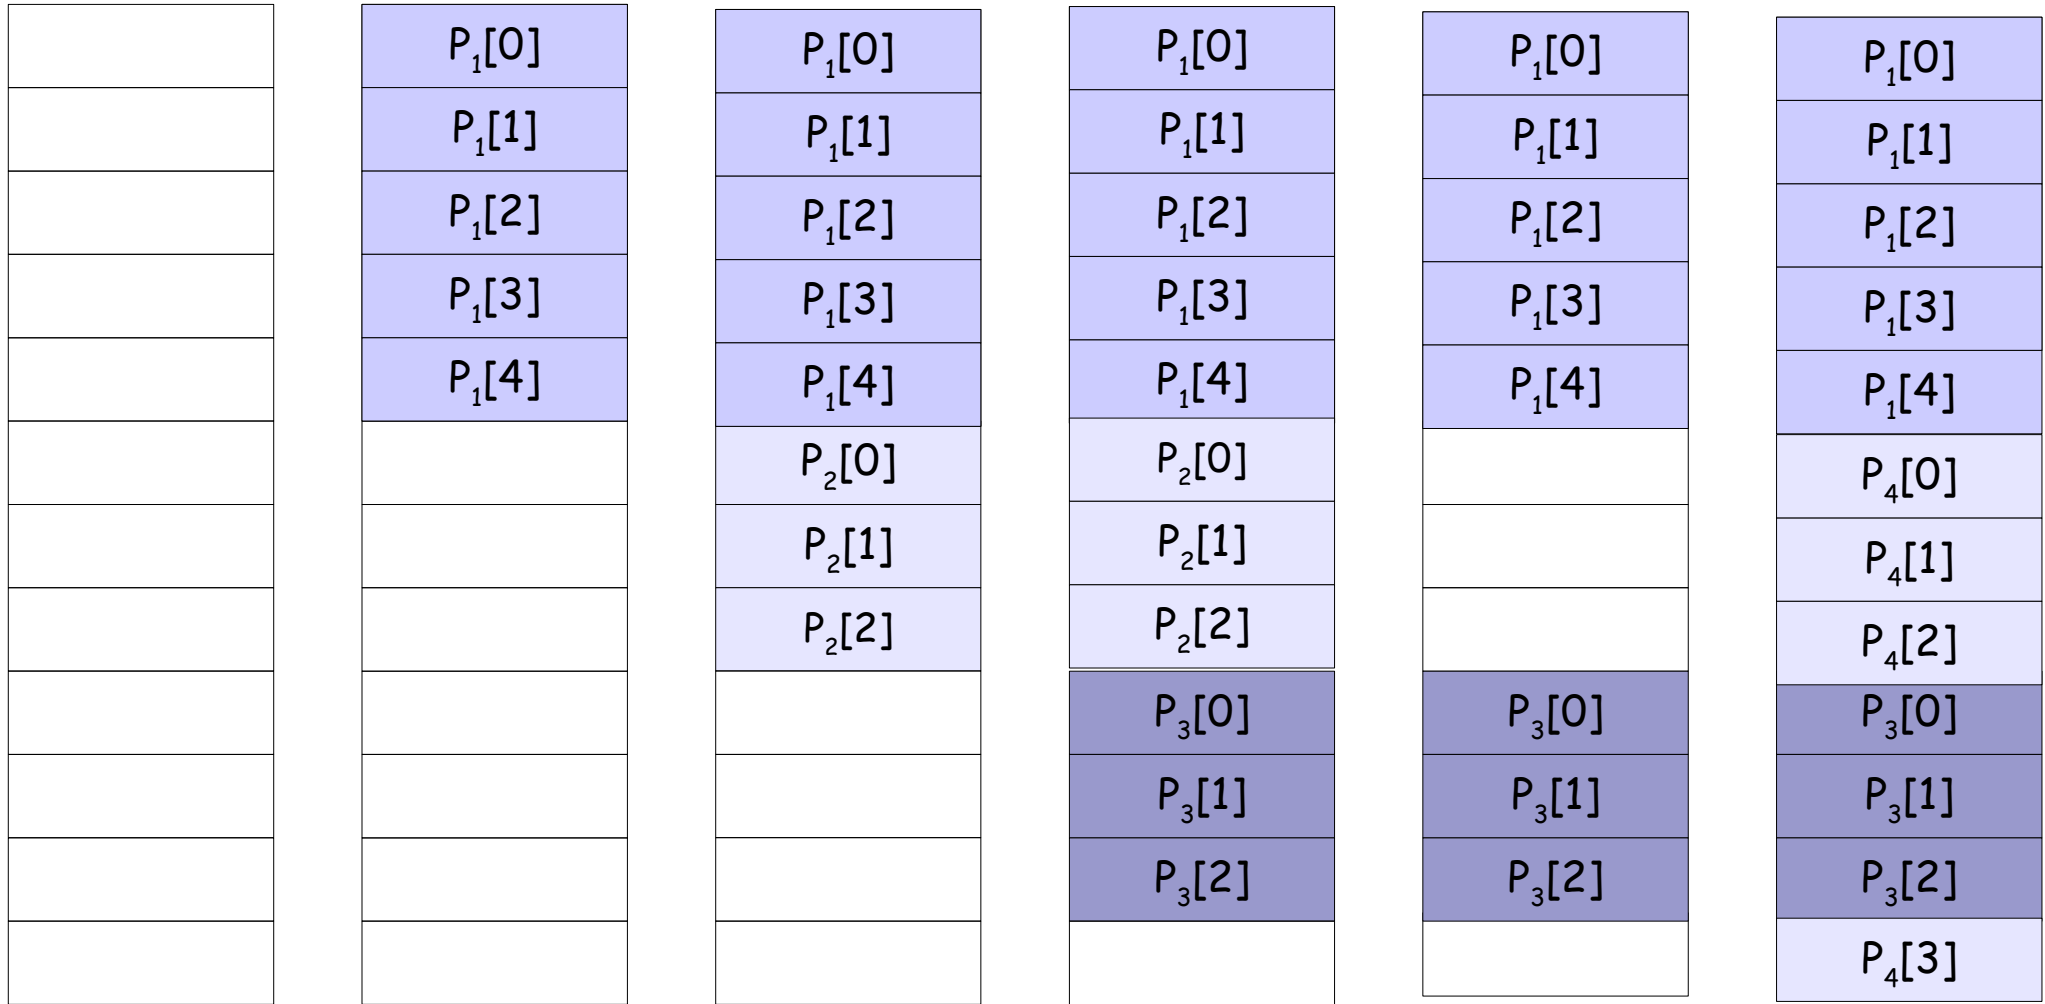 P₁[0]
P₁[1]
P₁[2]
P₁[3]
P₁[4]
P₁[0]
P₁[1]
P₁[2]
P₁[3]
P₁[4]
P₂[0]
P₂[1]
P₂[2]
P₁[0]
P₁[1]
P₁[2]
P₁[3]
P₁[4]
P₂[0]
P₂[1]
P₂[2]
P₃[0]
P₃[1]
P₃[2]
P₁[0]
P₁[1]
P₁[2]
P₁[3]
P₁[4]
P₃[0]
P₃[1]
P₃[2]
P₁[0]
P₁[1]
P₁[2]
P₁[3]
P₁[4]
P₄[0]
P₄[1]
P₄[2]
P₃[0]
P₃[1]
P₃[2]
P₄[3]